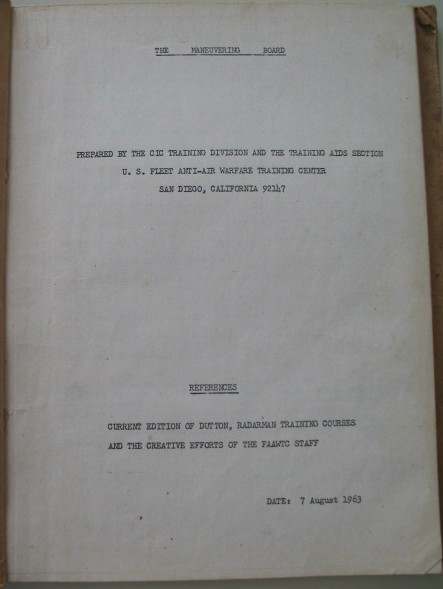 THE MANEUVERING BOARD
PREPARED BY THE CIC TRAINING DIVISION AND THE TRAINING AIDS SECTION
U. S. FLEET ANTI-AIR WARFARE TRAINING CENTER
SAN DIEGO, CALIFORNIA 92147
REFERENCES
CURRENT EDITION OF DUTTON, RADARMAN TRAINING COURSES
AND THE CREATIVE EFFORTS OF THE FAAWTC STAFF
DATE: 7 August 1963